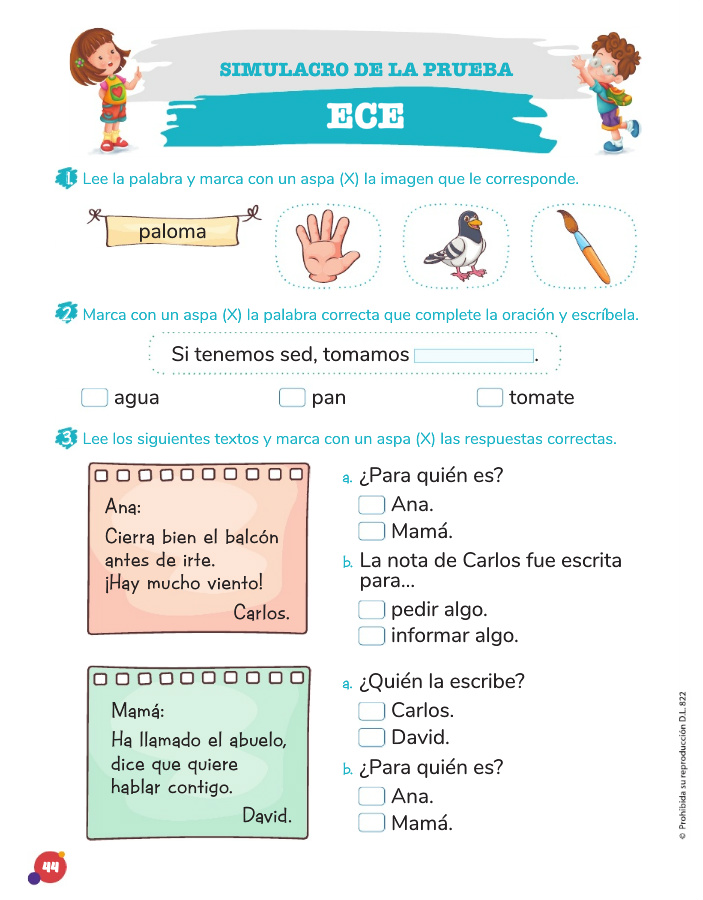 SIMULACRO DE LA PRUEBA
ECE
1 Lee la palabra y marca con un aspa (X) la imagen que le corresponde.
paloma
2 Marca con un aspa (X) la palabra correcta que complete la oración y escríbela.
Si tenemos sed, tomamos .
agua pan tomate
3 Lee los siguientes textos y marca con un aspa (X) las respuestas correctas.
Ana:
Cierra bien el balcón
antes de irte.
¡Hay mucho viento!
Carlos.
a. ¿Para quién es?
Ana.
Mamá.
b. La nota de Carlos fue escrita
para...
pedir algo.
informar algo.
Mamá:
Ha llamado el abuelo,
dice que quiere
hablar contigo.
David.
a. ¿Quién la escribe?
Carlos.
David.
b. ¿Para quién es?
Ana.
Mamá.
© Prohibida su reproducción D.L. 822
44